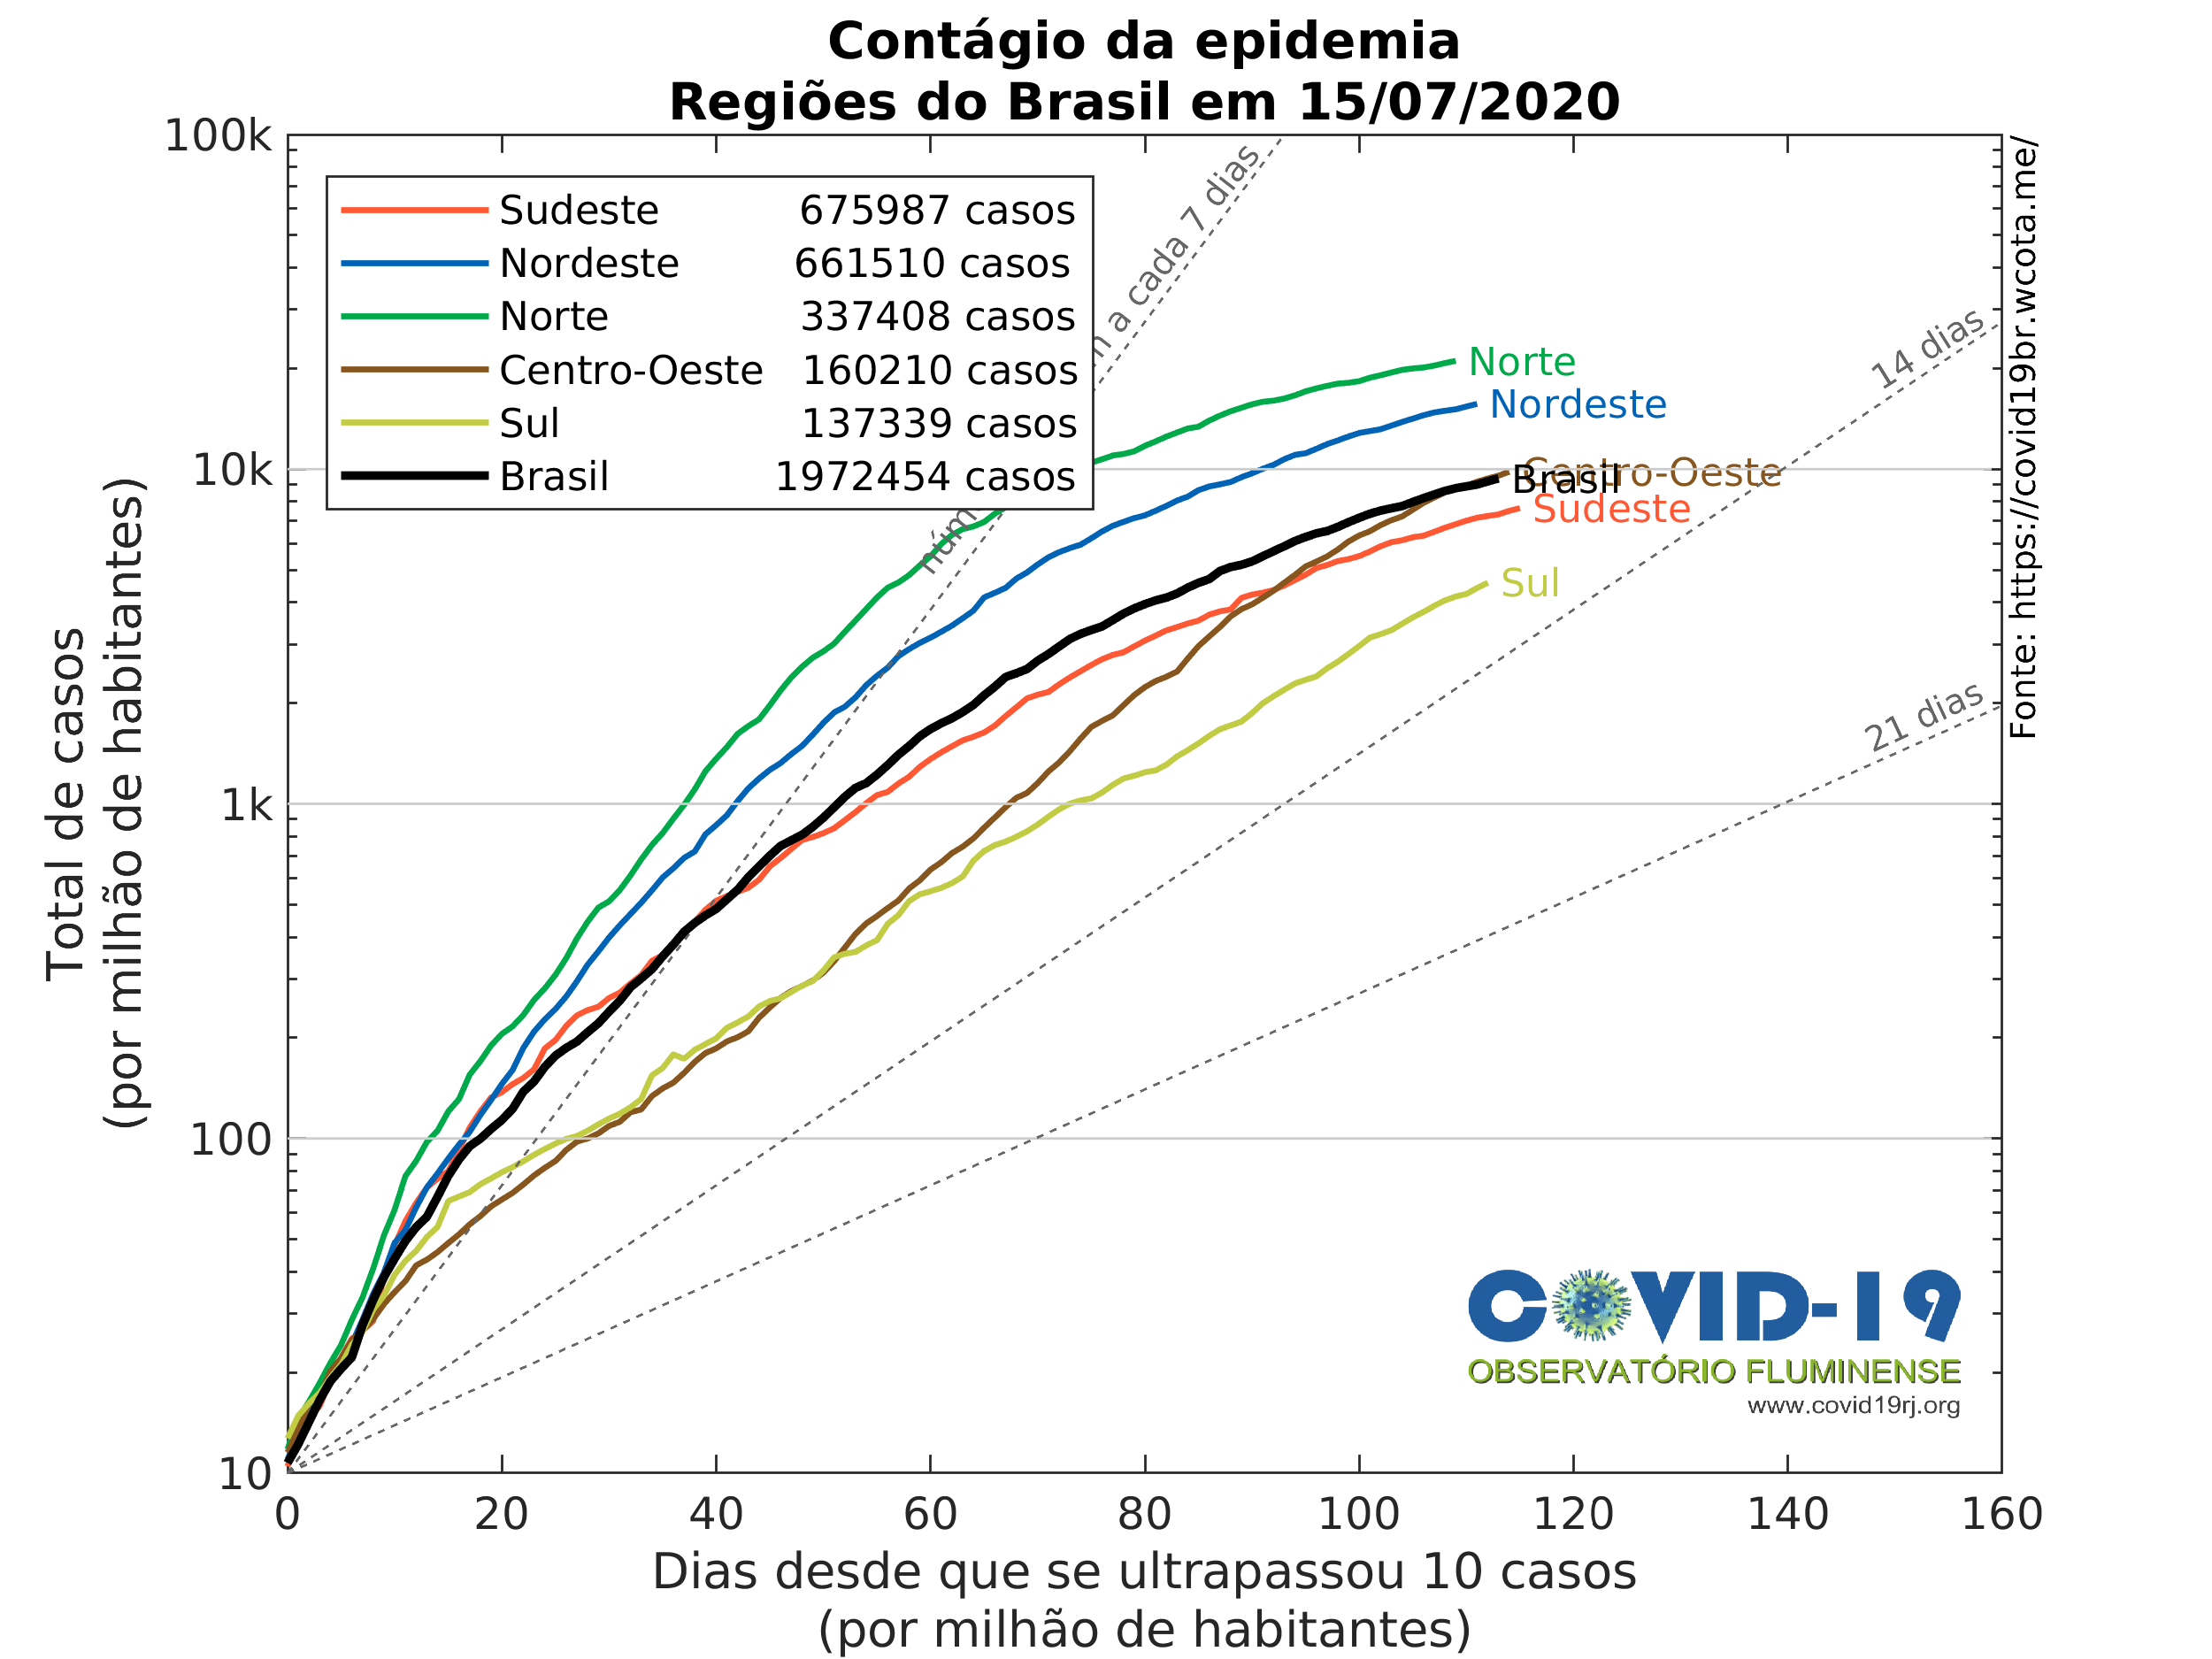 Contágio da epidemia
Regiões do Brasil em 15/07/2020
Total de casos
(por milhão de habitantes)
100k
10k
1k
100
10
Sudeste 675987 casos
Nordeste 661510 casos
Norte 337408 casos
Centro-Oeste 160210 casos
Sul 137339 casos
Brasil 1972454 casos
a cada 7 dias
14 dias
21 dias
Norte
Nordeste
Centro-Oeste
Brasil
Sudeste
Sul
Fonte: https://covid19br.wcota.me/
COVID-19
OBSERVATÓRIO FLUMINENSE
www.covid19rj.org
0 20 40 60 80 100 120 140 160
Dias desde que se ultrapassou 10 casos
(por milhão de habitantes)